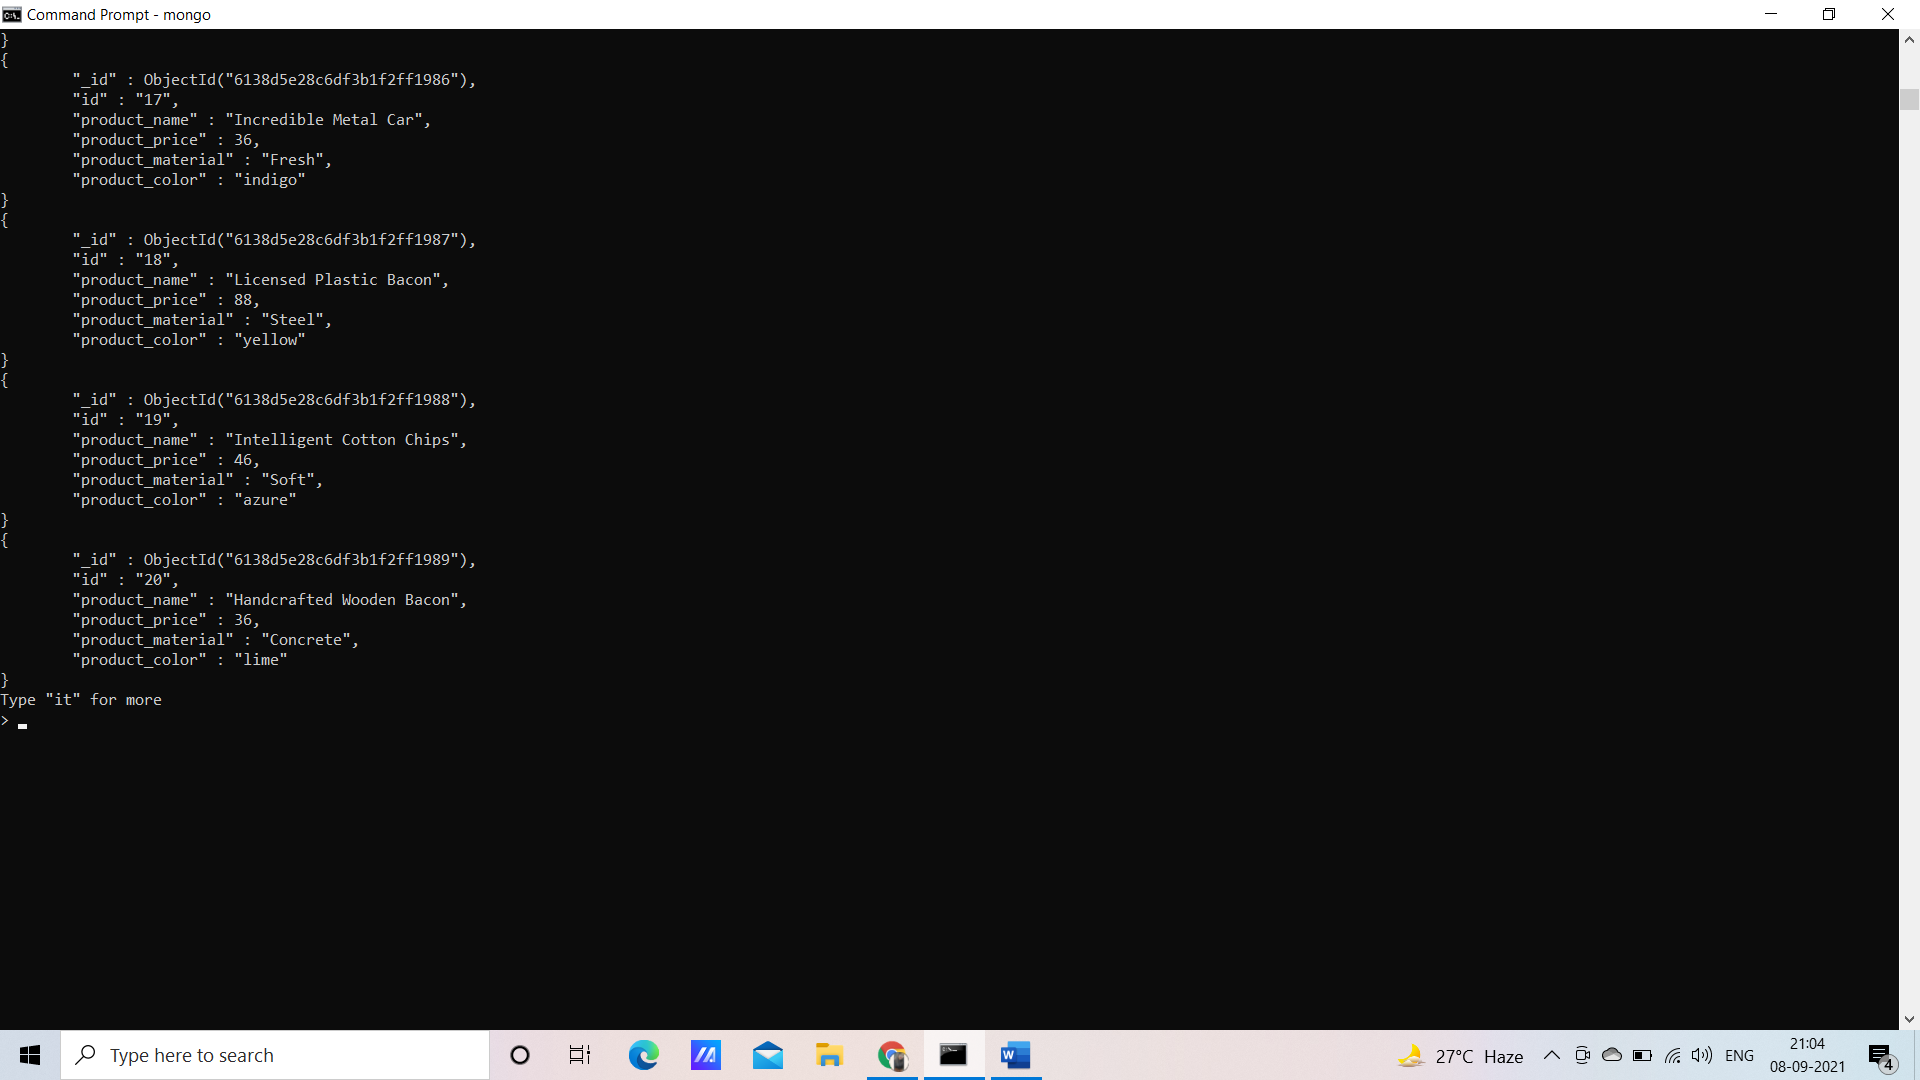 Command Prompt - mongo
}
{
"_id" : ObjectId("6138d5e28c6df3b1f2ff1986"),
"id" : "17",
"product_name" : "Incredible Metal Car",
"product_price" : 36,
"product_material" : "Fresh",
"product_color" : "indigo"
}
{
"_id" : ObjectId("6138d5e28c6df3b1f2ff1987"),
"id" : "18",
"product_name" : "Licensed Plastic Bacon",
"product_price" : 88,
"product_material" : "Steel",
"product_color" : "yellow"
}
{
"_id" : ObjectId("6138d5e28c6df3b1f2ff1988"),
"id" : "19",
"product_name" : "Intelligent Cotton Chips",
"product_price" : 46,
"product_material" : "Soft",
"product_color" : "azure"
}
{
"_id" : ObjectId("6138d5e28c6df3b1f2ff1989"),
"id" : "20",
"product_name" : "Handcrafted Wooden Bacon",
"product_price" : 36,
"product_material" : "Concrete",
"product_color" : "lime"
}
Type "it" for more
>
Type here to search
27°C Haze
ENG
21:04
08-09-2021
4